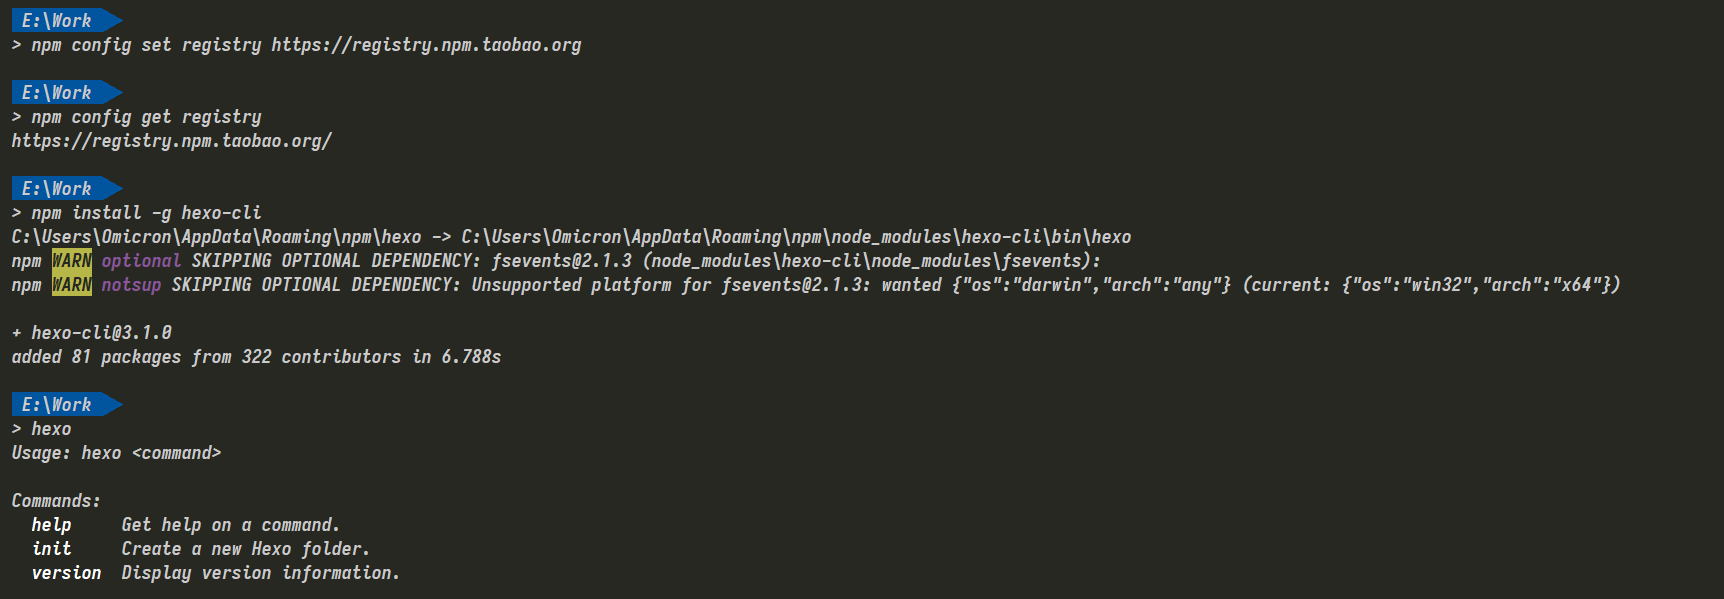 E:\Work
> npm config set registry https://registry.npm.taobao.org
E:\Work
> npm config get registry
https://registry.npm.taobao.org/
E:\Work
> npm install -g hexo-cli
C:\Users\Omicron\AppData\Roaming\npm\hexo -> C:\Users\Omicron\AppData\Roaming\npm\node_modules\hexo-cli\bin\hexo
npm WARN optional SKIPPING OPTIONAL DEPENDENCY: fsevents@2.1.3 (node_modules\hexo-cli\node_modules\fsevents):
npm WARN notsup SKIPPING OPTIONAL DEPENDENCY: Unsupported platform for fsevents@2.1.3: wanted {"os":"darwin","arch":"any"} (current: {"os":"win32","arch":"x64"})
+ hexo-cli@3.1.0
added 81 packages from 322 contributors in 6.788s
E:\Work
> hexo
Usage: hexo <command>
Commands:
help Get help on a command.
init Create a new Hexo folder.
version Display version information.